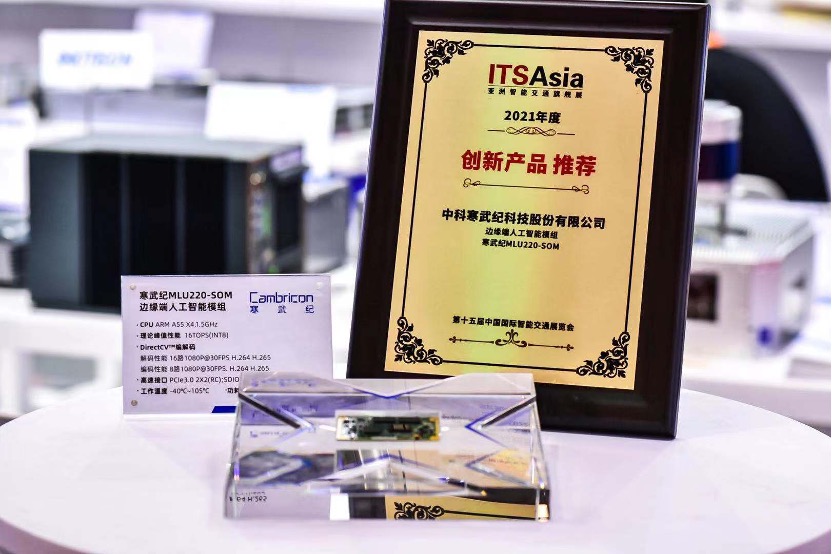 ITSAsia
亚洲智能交通旗舰展
2021年度
创新产品 推荐
中科寒武纪科技股份有限公司
边缘端人工智能模组
寒武纪MLU220-SOM
第十五届中国国际智能交通展览会
寒武纪MLU220-SOM
边缘端人工智能模组
Cambricon
寒 武 纪
· CPU ARM A55 X4,1.5GHz
· 理论峰值性能 16TOPS(INT8)
· DirectCV™编解码
解码性能 16路1080P@30FPS H.264 H.265
编码性能 8路1080P@30FPS. H.264 H.265
· 高速接口 PCIe3.0 2X2(RC);SDIO
· 工作温度 -40℃~105℃